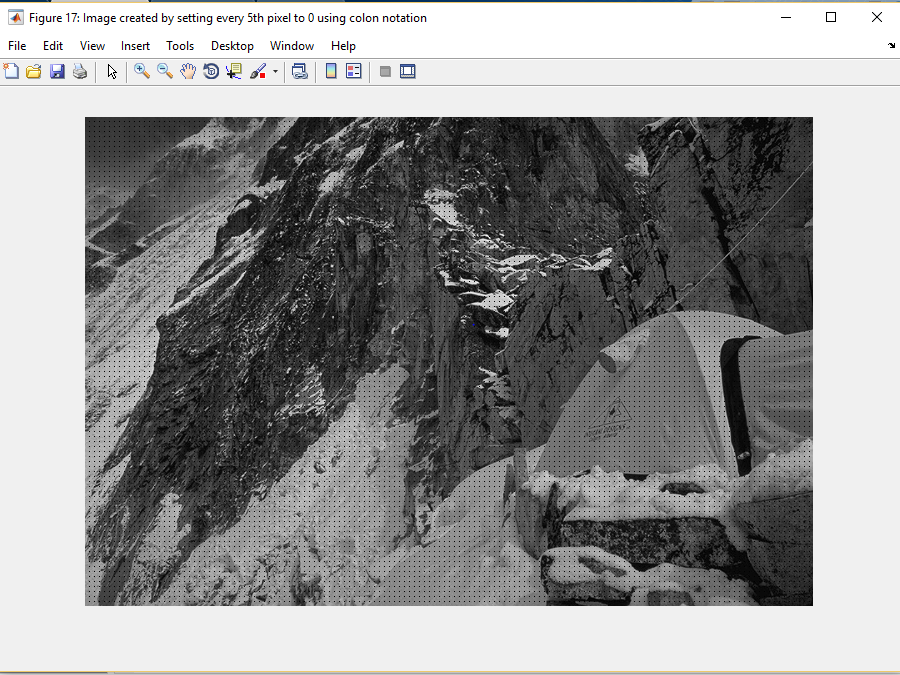 Figure 17: Image created by setting every 5th pixel to 0 using colon notation
File Edit View Insert Tools Desktop Window Help